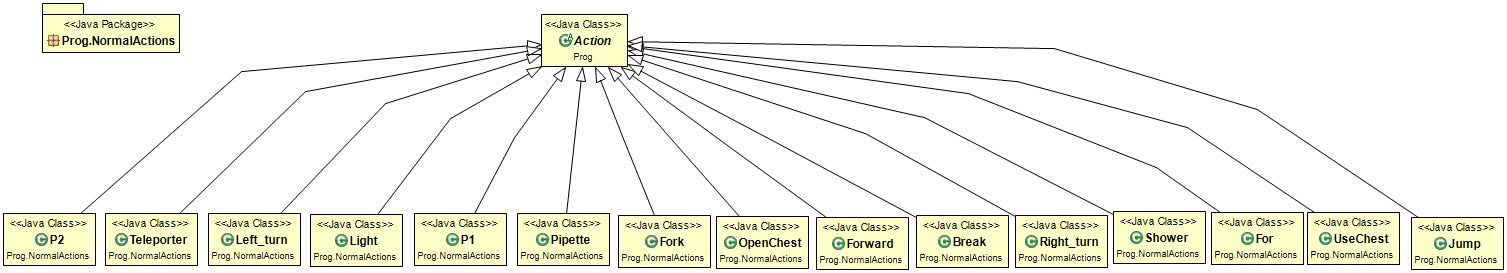 <<Java Package>>
Prog.NormalActions
<<Java Class>>
Action
Prog
<<Java Class>>
P2
Prog.NormalActions
<<Java Class>>
Teleporter
Prog.NormalActions
<<Java Class>>
Left_turn
Prog.NormalActions
<<Java Class>>
Light
Prog.NormalActions
<<Java Class>>
P1
Prog.NormalActions
<<Java Class>>
Pipette
Prog.NormalActions
<<Java Class>>
Fork
Prog.NormalActions
<<Java Class>>
OpenChest
Prog.NormalActions
<<Java Class>>
Forward
Prog.NormalActions
<<Java Class>>
Break
Prog.NormalActions
<<Java Class>>
Right_turn
Prog.NormalActions
<<Java Class>>
Shower
Prog.NormalActions
<<Java Class>>
For
Prog.NormalActions
<<Java Class>>
UseChest
Prog.NormalActions
<<Java Class>>
Jump
Prog.NormalActions